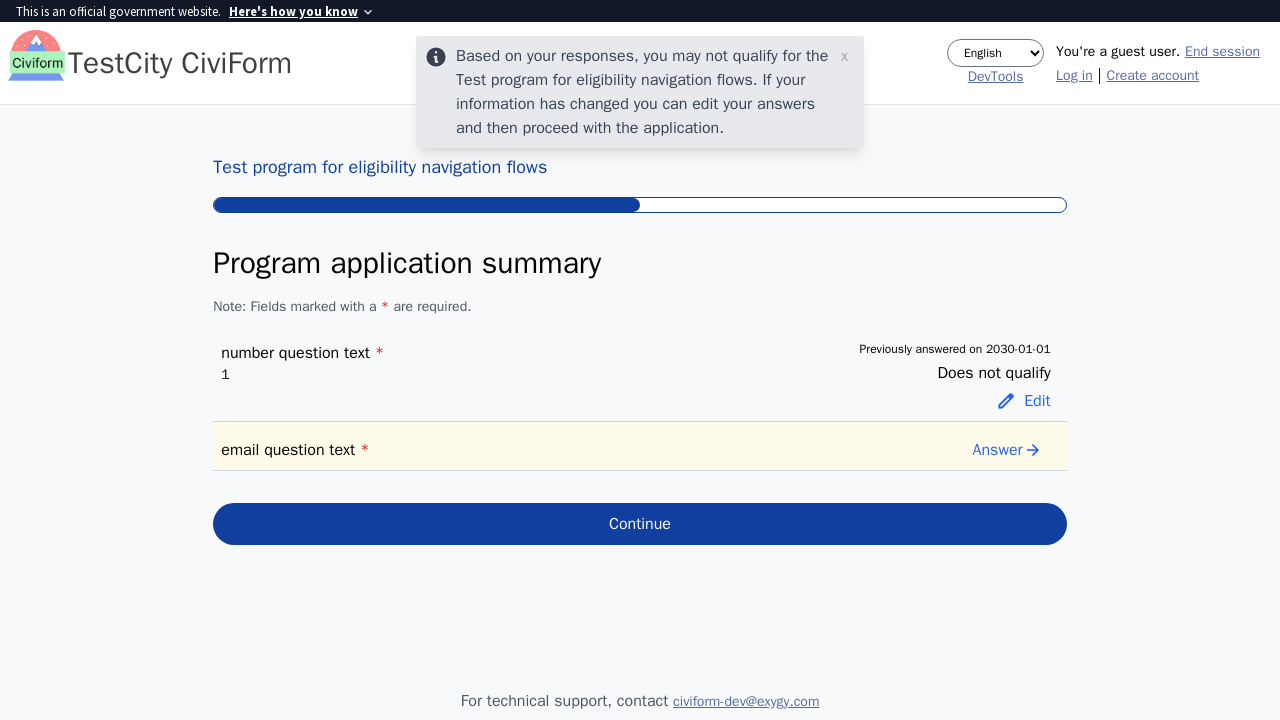 This is an official government website. Here's how you know
Civiform
TestCity CiviForm
Based on your responses, you may not qualify for the
Test program for eligibility navigation flows. If your
information has changed you can edit your answers
and then proceed with the application.
x
English
DevTools
You're a guest user. End session
Log in | Create account
Test program for eligibility navigation flows
Program application summary
Note: Fields marked with a * are required.
number question text *
1
Previously answered on 2030-01-01
Does not qualify
Edit
email question text *
Answer
Continue
For technical support, contact civiform-dev@exygy.com